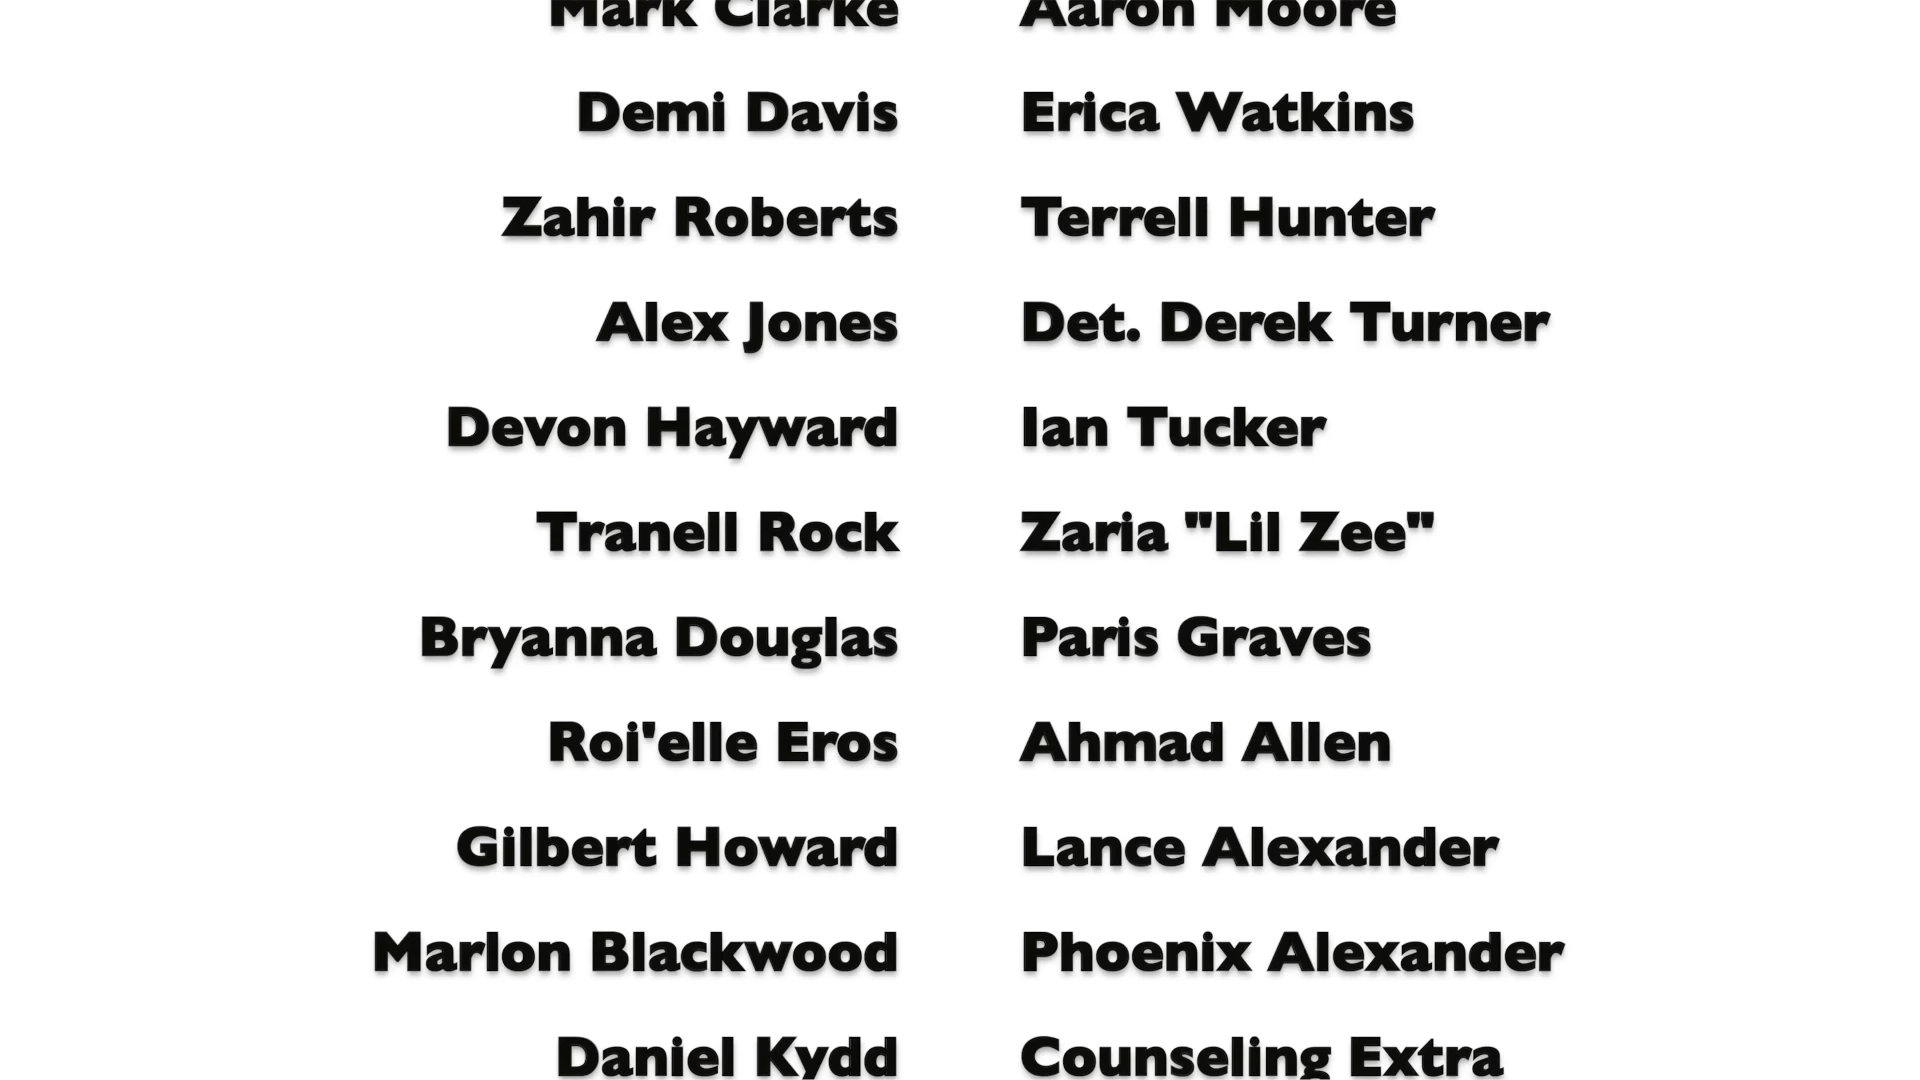 Mark Clarke Aaron Moore
Demi Davis Erica Watkins
Zahir Roberts Terrell Hunter
Alex Jones Det. Derek Turner
Devon Hayward Ian Tucker
Tranell Rock Zaria "Lil Zee"
Bryanna Douglas Paris Graves
Roi'elle Eros Ahmad Allen
Gilbert Howard Lance Alexander
Marlon Blackwood Phoenix Alexander
Daniel Kydd Counseling Extra